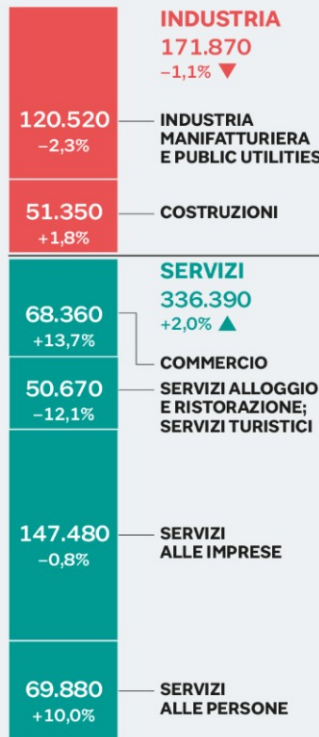 INDUSTRIA
171.870
–1,1% ▼
120.520
–2,3%
INDUSTRIA
MANIFATTURIERA
E PUBLIC UTILITIES
51.350
+1,8%
COSTRUZIONI
SERVIZI
336.390
+2,0% ▲
68.360
+13,7%
COMMERCIO
50.670
–12,1%
SERVIZI ALLOGGIO
E RISTORAZIONE;
SERVIZI TURISTICI
147.480
–0,8%
SERVIZI
ALLE IMPRESE
69.880
+10,0%
SERVIZI
ALLE PERSONE